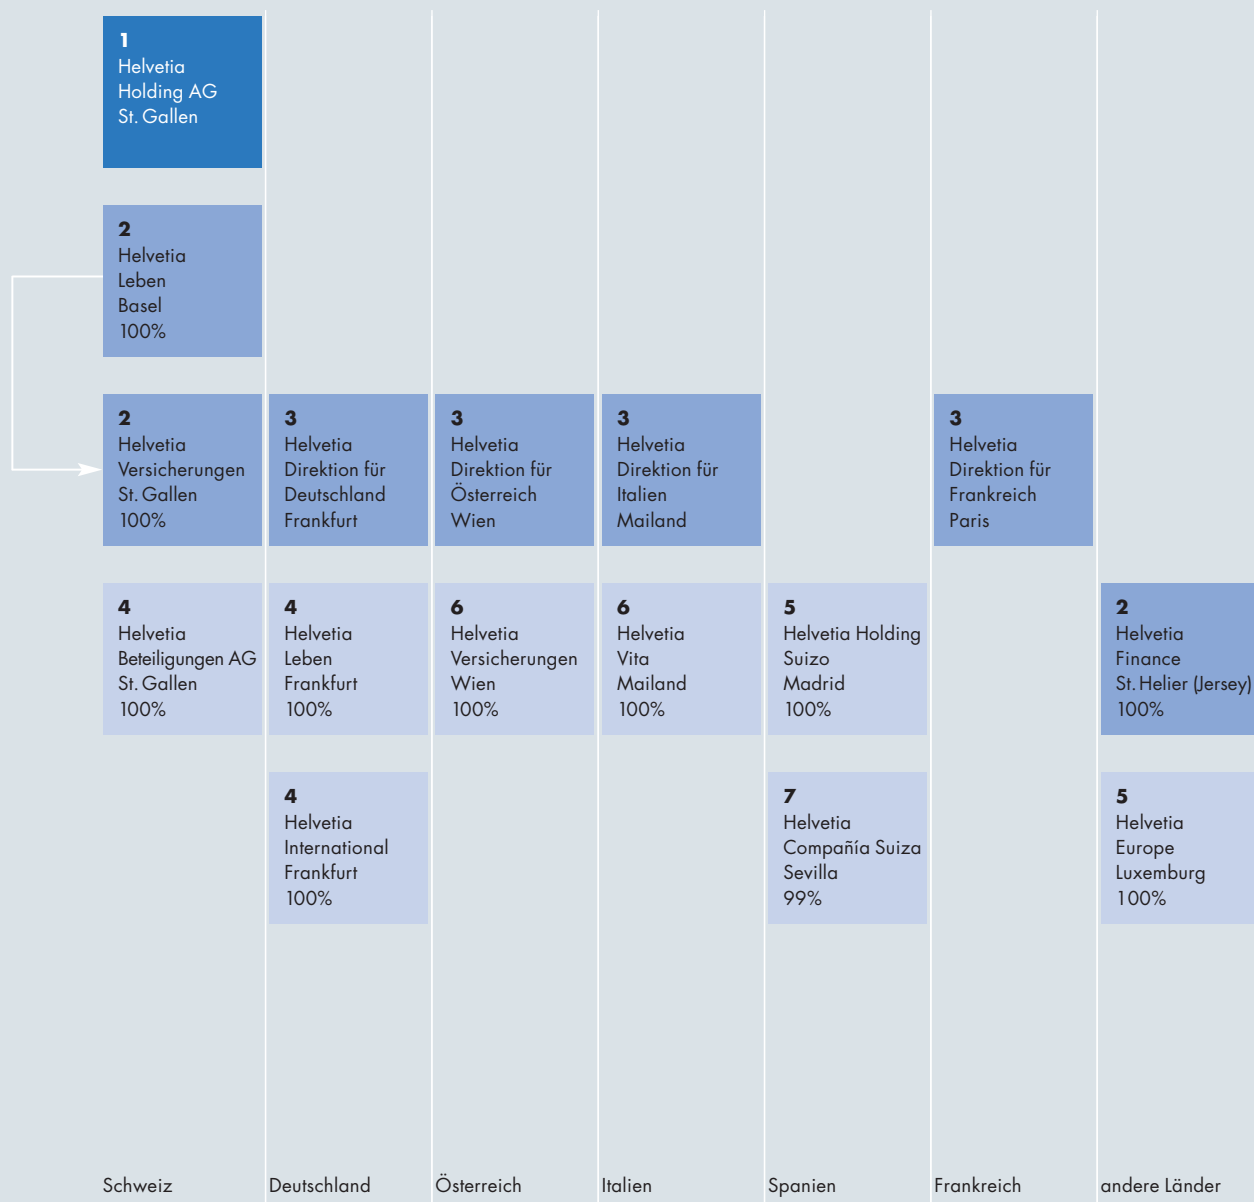 1
Helvetia
Holding AG
St. Gallen
2
Helvetia
Leben
Basel
100%
2
Helvetia
Versicherungen
St. Gallen
100%
3
Helvetia
Direktion für
Deutschland
Frankfurt
3
Helvetia
Direktion für
Österreich
Wien
3
Helvetia
Direktion für
Italien
Mailand
3
Helvetia
Direktion für
Frankreich
Paris
4
Helvetia
Beteiligungen AG
St. Gallen
100%
4
Helvetia
Leben
Frankfurt
100%
6
Helvetia
Versicherungen
Wien
100%
6
Helvetia
Vita
Mailand
100%
5
Helvetia Holding
Suizo
Madrid
100%
2
Helvetia
Finance
St. Helier (Jersey)
100%
4
Helvetia
International
Frankfurt
100%
7
Helvetia
Compañía Suiza
Sevilla
99%
5
Helvetia
Europe
Luxemburg
100%
Schweiz
Deutschland
Österreich
Italien
Spanien
Frankreich
andere Länder